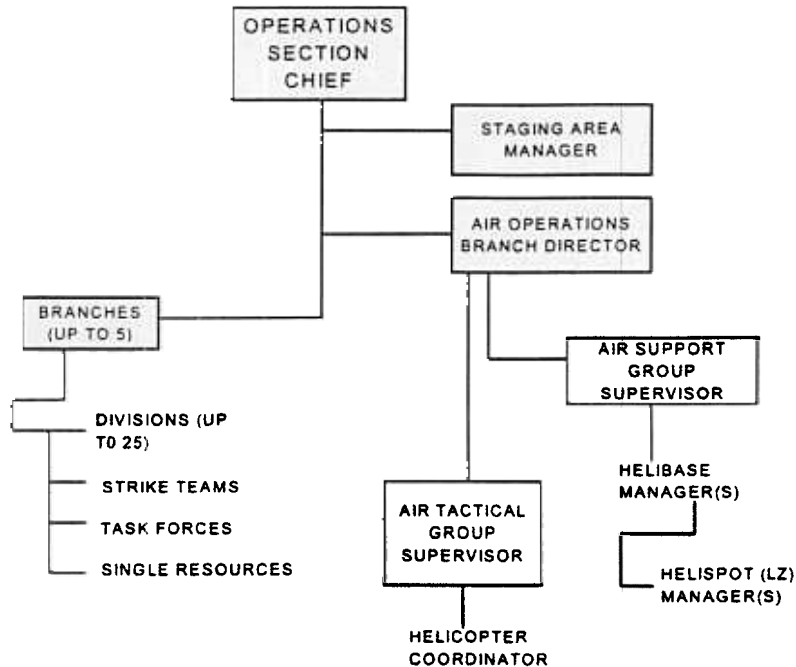 OPERATIONS
SECTION
CHIEF
STAGING AREA
MANAGER
AIR OPERATIONS
BRANCH DIRECTOR
BRANCHES
(UP TO 5)
AIR SUPPORT
GROUP
SUPERVISOR
DIVISIONS (UP
T0 25)
STRIKE TEAMS
TASK FORCES
SINGLE RESOURCES
AIR TACTICAL
GROUP
SUPERVISOR
HELICOPTER
COORDINATOR
HELIBASE
MANAGER(S)
HELISPOT (LZ)
MANAGER(S)